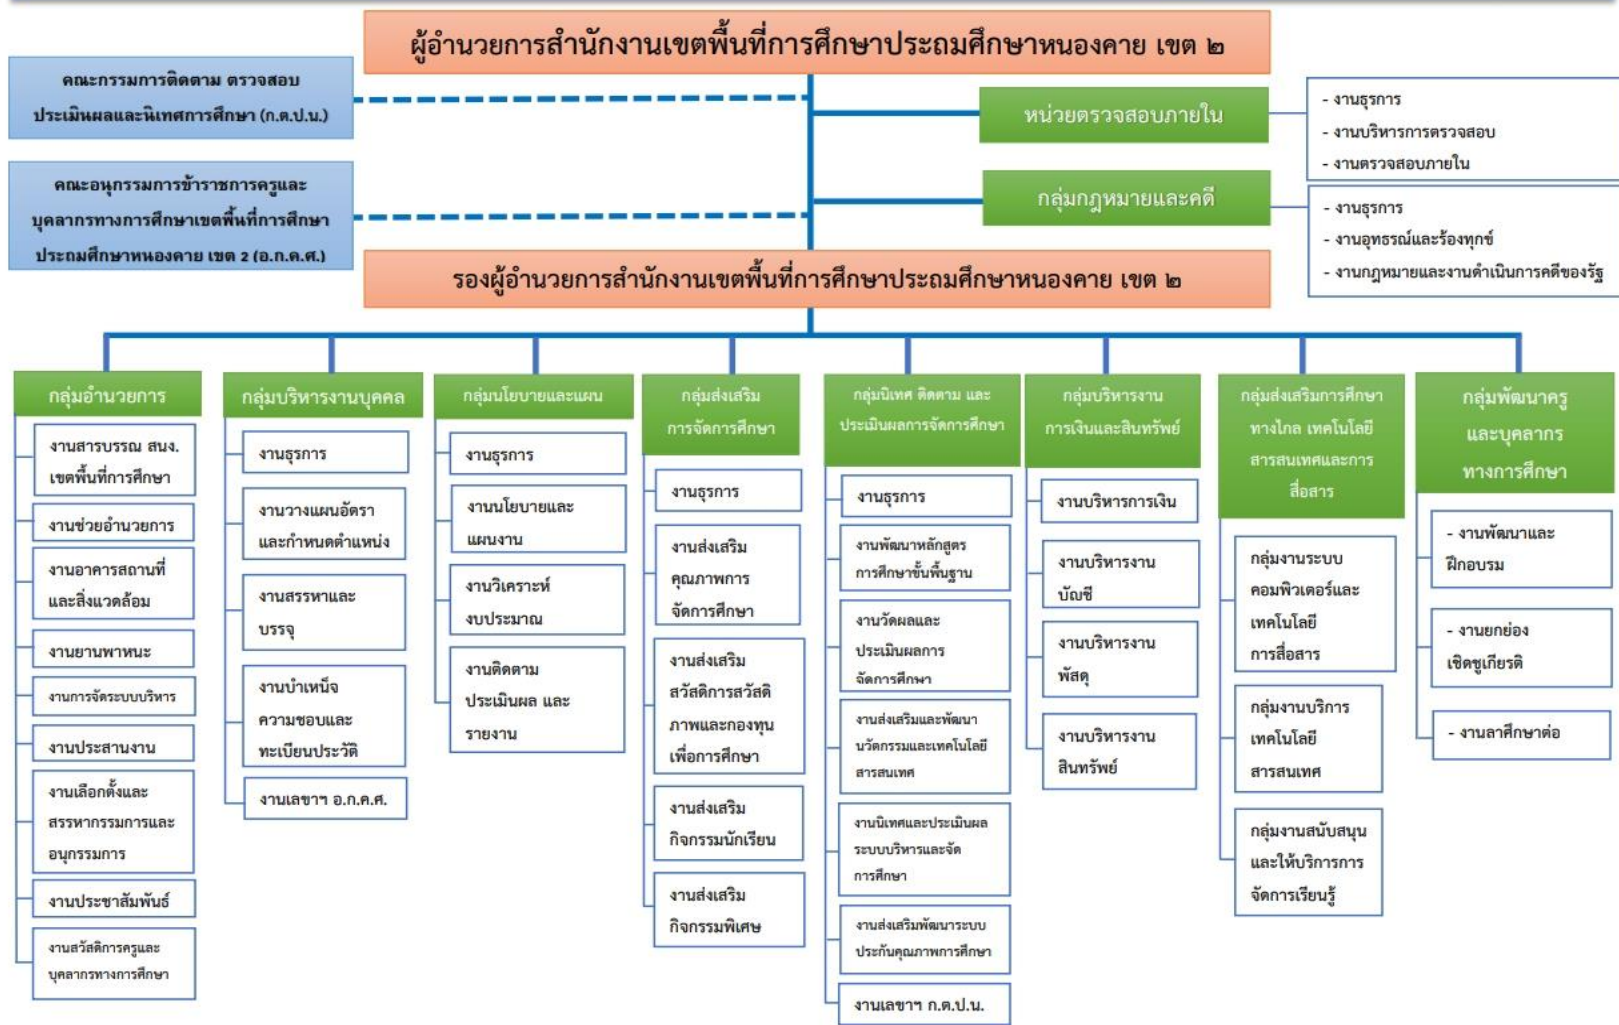 ผู้อำนวยการสำนักงานเขตพื้นที่การศึกษาประถมศึกษาหนองคาย เขต ๒
คณะกรรมการติดตาม ตรวจสอบ
ประเมินผลและนิเทศการศึกษา (ก.ต.ป.น.)
หน่วยตรวจสอบภายใน
- งานธุรการ
- งานบริหารการตรวจสอบ
- งานตรวจสอบภายใน
คณะอนุกรรมการข้าราชการครูและ
บุคลากรทางการศึกษาเขตพื้นที่การศึกษา
ประถมศึกษาหนองคาย เขต 2 (อ.ก.ค.ศ.)
กลุ่มกฎหมายและคดี
- งานธุรการ
- งานอุทธรณ์และร้องทุกข์
- งานกฎหมายและงานดำเนินการคดีของรัฐ
รองผู้อำนวยการสำนักงานเขตพื้นที่การศึกษาประถมศึกษาหนองคาย เขต ๒
กลุ่มอำนวยการ
งานสารบรรณ สนง.
เขตพื้นที่การศึกษา
งานช่วยอำนวยการ
งานอาคารสถานที่
และสิ่งแวดล้อม
งานยานพาหนะ
งานการจัดระบบบริหาร
งานประสานงาน
งานเลือกตั้งและ
สรรหากรรมการและ
อนุกรรมการ
งานประชาสัมพันธ์
งานสวัสดิการครูและ
บุคลากรทางการศึกษา
กลุ่มบริหารงานบุคคล
งานธุรการ
งานวางแผนอัตรา
และกำหนดตำแหน่ง
งานสรรหาและ
บรรจุ
งานบำเหน็จ
ความชอบและ
ทะเบียนประวัติ
งานเลขาฯ อ.ก.ค.ศ.
กลุ่มนโยบายและแผน
งานธุรการ
งานนโยบายและ
แผนงาน
งานวิเคราะห์
งบประมาณ
งานติดตาม
ประเมินผล และ
รายงาน
กลุ่มส่งเสริม
การจัดการศึกษา
งานธุรการ
งานส่งเสริม
คุณภาพการ
จัดการศึกษา
งานส่งเสริม
สวัสดิการสวัสดิ
ภาพและกองทุน
เพื่อการศึกษา
งานส่งเสริม
กิจกรรมนักเรียน
งานส่งเสริม
กิจกรรมพิเศษ
กลุ่มนิเทศ ติดตาม และ
ประเมินผลการจัดการศึกษา
งานธุรการ
งานพัฒนาหลักสูตร
การศึกษาขั้นพื้นฐาน
งานวัดผลและ
ประเมินผลการ
จัดการศึกษา
งานส่งเสริมและพัฒนา
นวัตกรรมและเทคโนโลยี
สารสนเทศ
งานนิเทศและประเมินผล
ระบบบริหารและจัด
การศึกษา
งานส่งเสริมพัฒนาระบบ
ประกันคุณภาพการศึกษา
งานเลขาฯ ก.ต.ป.น.
กลุ่มบริหารงาน
การเงินและสินทรัพย์
งานบริหารการเงิน
งานบริหารงาน
บัญชี
งานบริหารงาน
พัสดุ
งานบริหารงาน
สินทรัพย์
กลุ่มส่งเสริมการศึกษา
ทางไกล เทคโนโลยี
สารสนเทศและการ
สื่อสาร
กลุ่มงานระบบ
คอมพิวเตอร์และ
เทคโนโลยี
การสื่อสาร
กลุ่มงานบริการ
เทคโนโลยี
สารสนเทศ
กลุ่มงานสนับสนุน
และให้บริการการ
จัดการเรียนรู้
กลุ่มพัฒนาครู
และบุคลากร
ทางการศึกษา
- งานพัฒนาและ
ฝึกอบรม
- งานยกย่อง
เชิดชูเกียรติ
- งานลาศึกษาต่อ